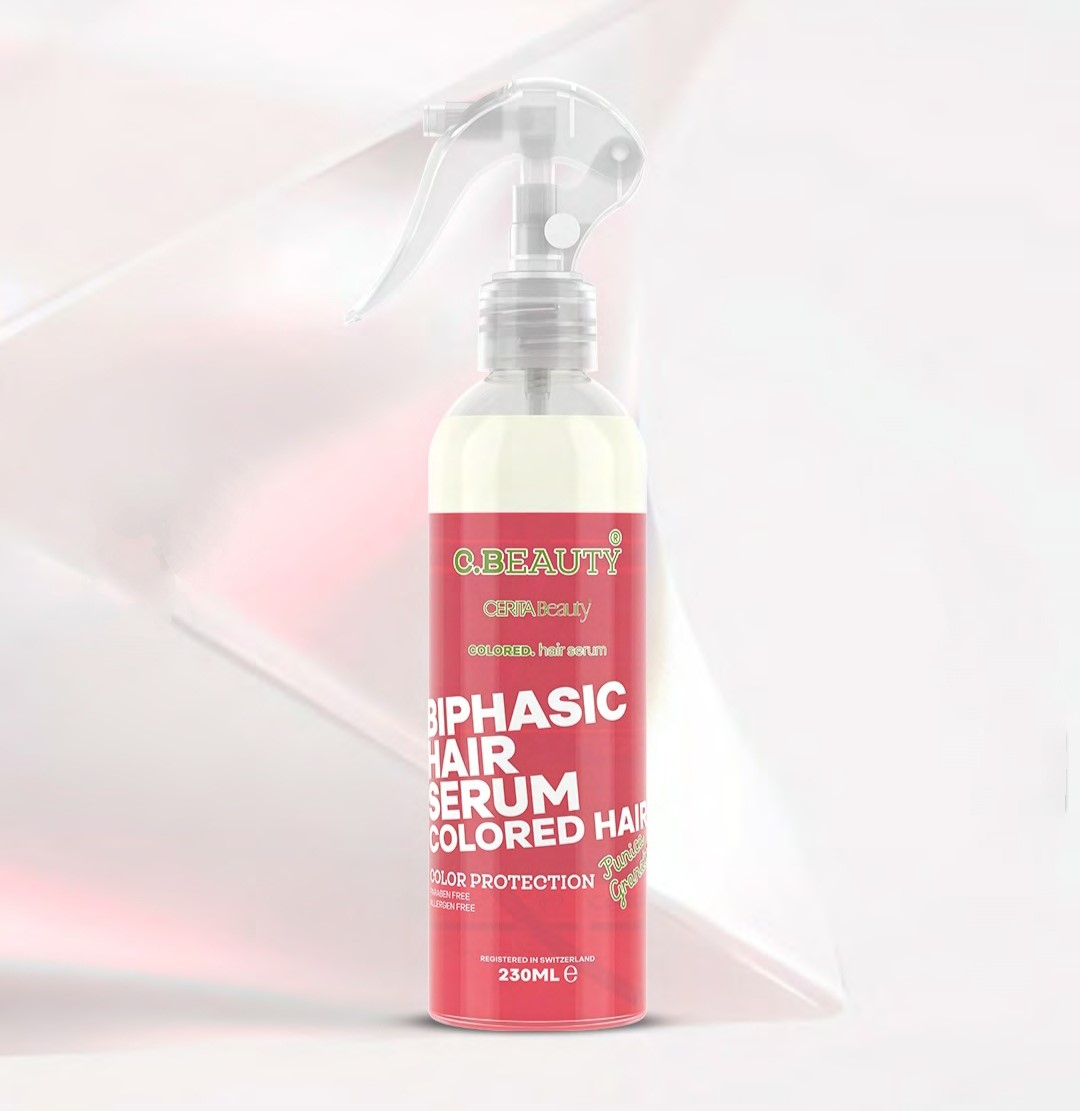 C.BEAUTY®
CERITA Beauty
COLORED. hair serum
BIPHASIC
HAIR
SERUM
COLORED HAIR
Punica
COLOR PROTECTION
PARABEN FREE
ALLERGEN FREE
REGISTERED IN SWITZERLAND
230ML ℮